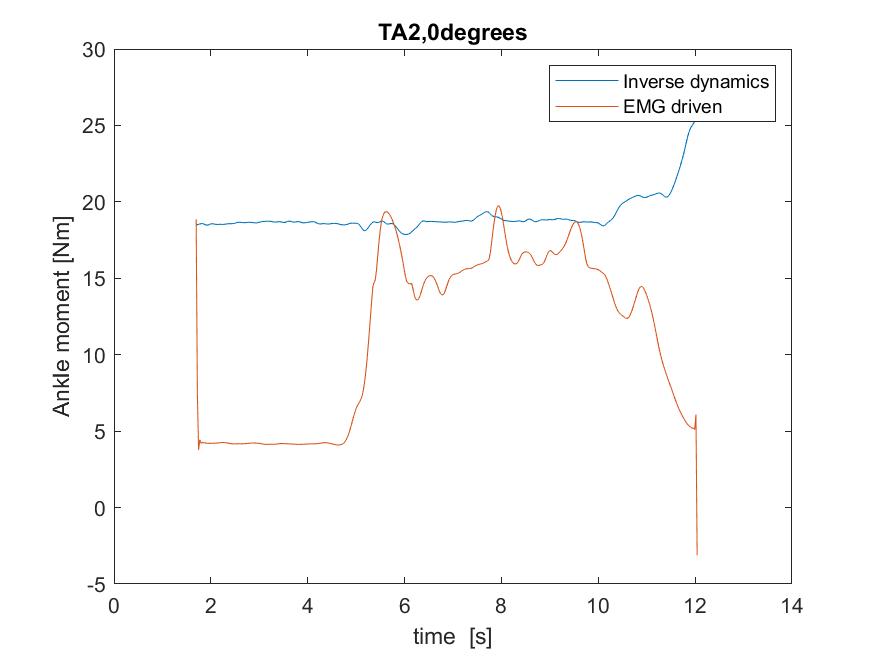 TA2,0degrees
30
25
20
15
10
5
0
-5
Ankle moment [Nm]
Inverse dynamics
EMG driven
0 2 4 6 8 10 12 14
time [s]